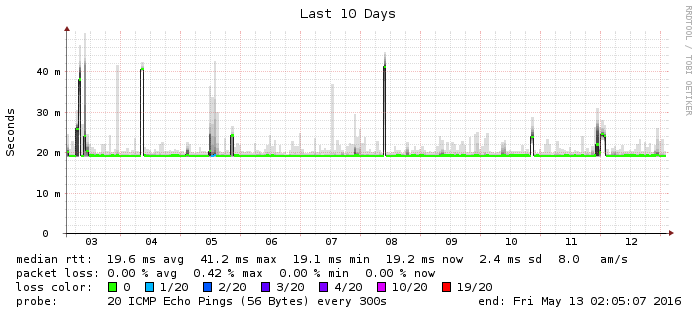 Last 10 Days
RRDTOOL / TOBI OETIKER
Seconds
40 m
30 m
20 m
10 m
0
03 04 05 06 07 08 09 10 11 12
median rtt: 19.6 ms avg 41.2 ms max 19.1 ms min 19.2 ms now 2.4 ms sd 8.0 am/s
packet loss: 0.00 % avg 0.42 % max 0.00 % min 0.00 % now
loss color: 0 1/20 2/20 3/20 4/20 10/20 19/20
probe: 20 ICMP Echo Pings (56 Bytes) every 300s end: Fri May 13 02:05:07 2016